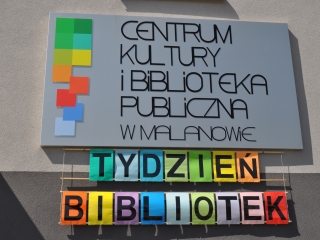 CENTRUM
KULTURY
i BiBLiOTEKA
PUBLiCZNA
W MALANOWiE
TYDZIEŃ
BIBLIOTEK